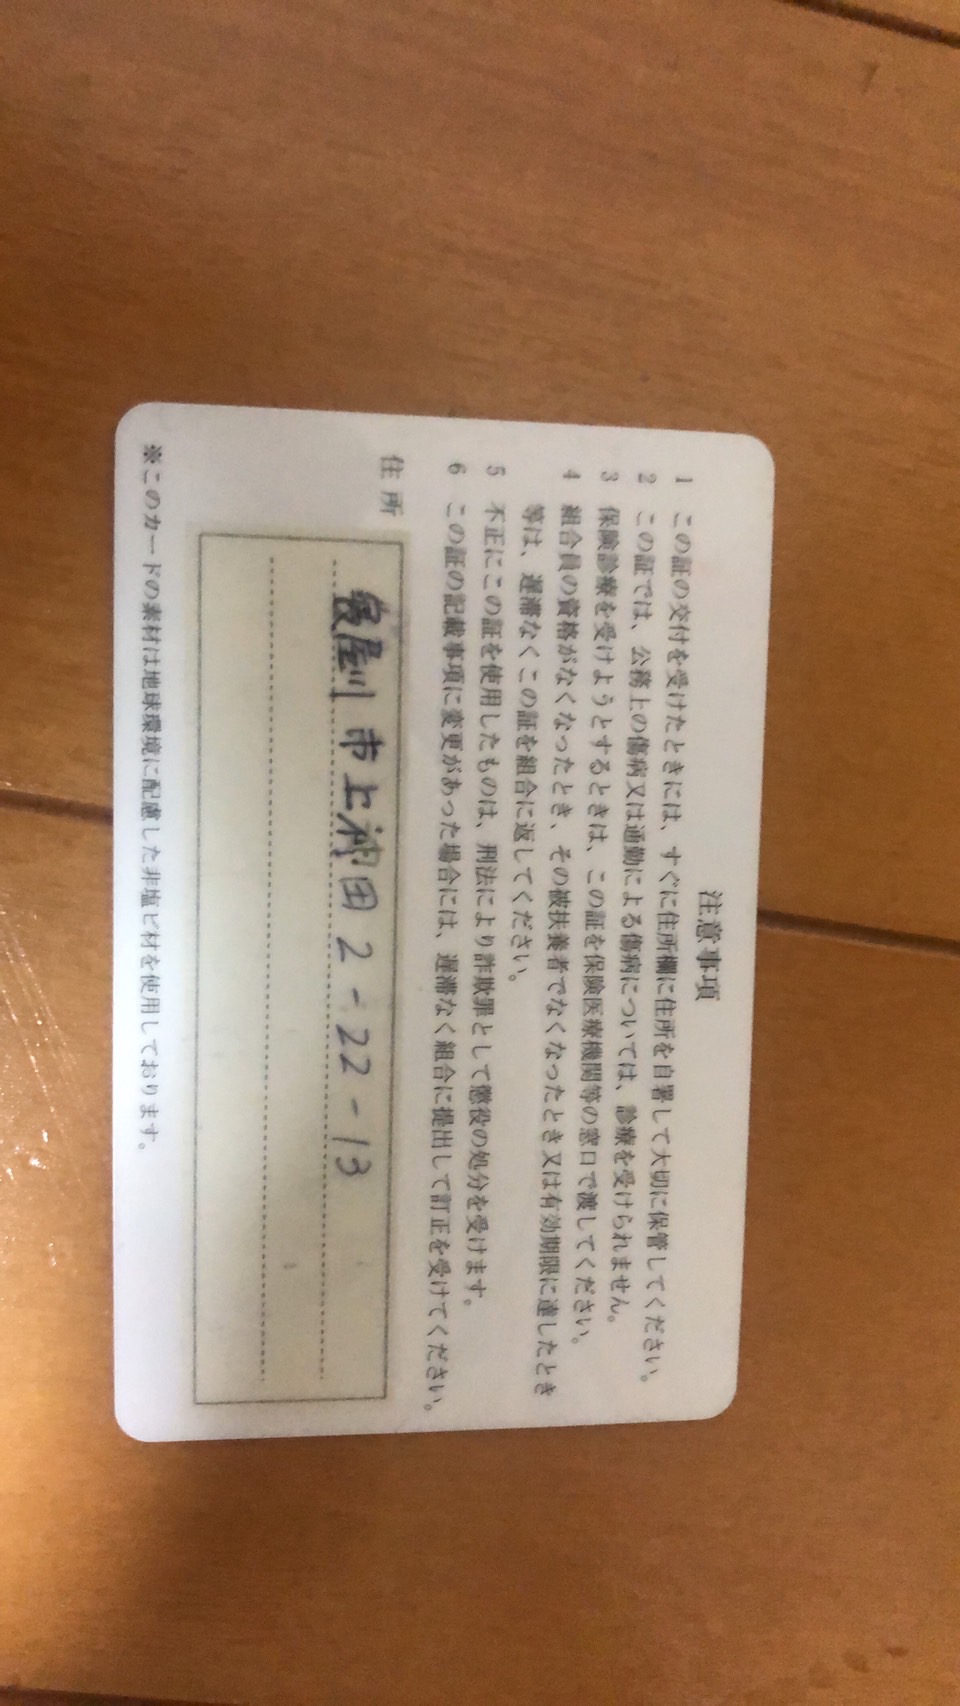 注意事項
1 この証の交付を受けたときには、すぐに住所欄に住所を自署して大切に保管してください。
2 この証では、公務上の傷病又は通勤による傷病については、診療を受けられません。
3 保険診療を受けようとするときは、この証を保険医療機関等の窓口で渡してください。
4 組合員の資格がなくなったとき、その被扶養者でなくなったとき又は有効期限に達したとき
等は、遅滞なくこの証を組合に返してください。
5 不正にこの証を使用したものは、刑法により詐欺罪として懲役の処分を受けます。
6 この証の記載事項に変更があった場合には、遅滞なく組合に提出して訂正を受けてください。
住所
寝屋川市上神田2-22-13
※このカードの素材は地球環境に配慮した非塩ビ材を使用しております。